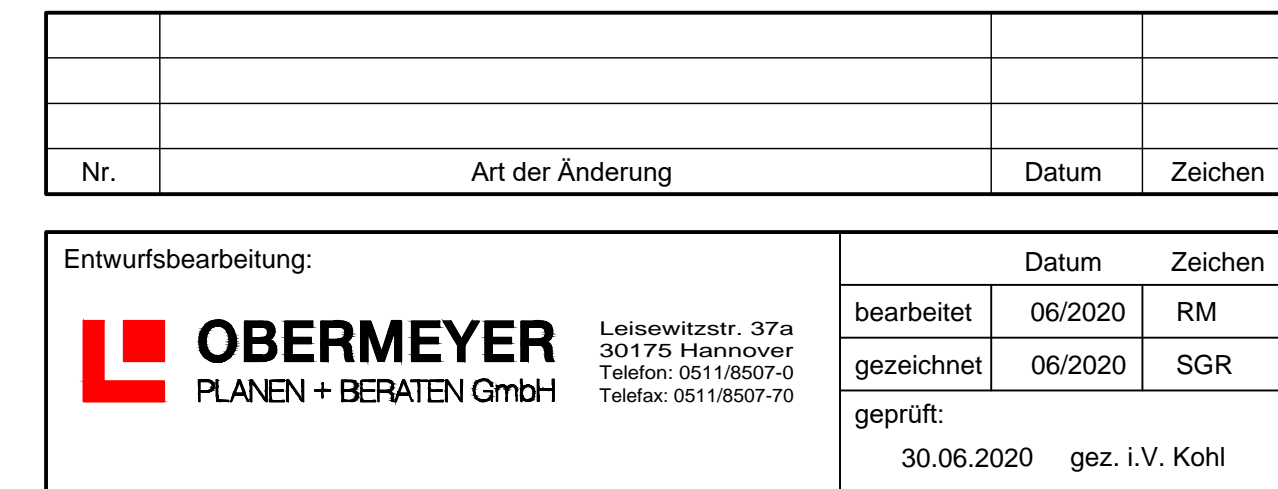 Nr. Art der Änderung Datum Zeichen
Entwurfsbearbeitung:
OBERMEYER
PLANEN + BERATEN GmbH
Leisewitzstr. 37a
30175 Hannover
Telefon: 0511/8507-0
Telefax: 0511/8507-70
Datum Zeichen
bearbeitet 06/2020 RM
gezeichnet 06/2020 SGR
geprüft:
30.06.2020 gez. i.V. Kohl